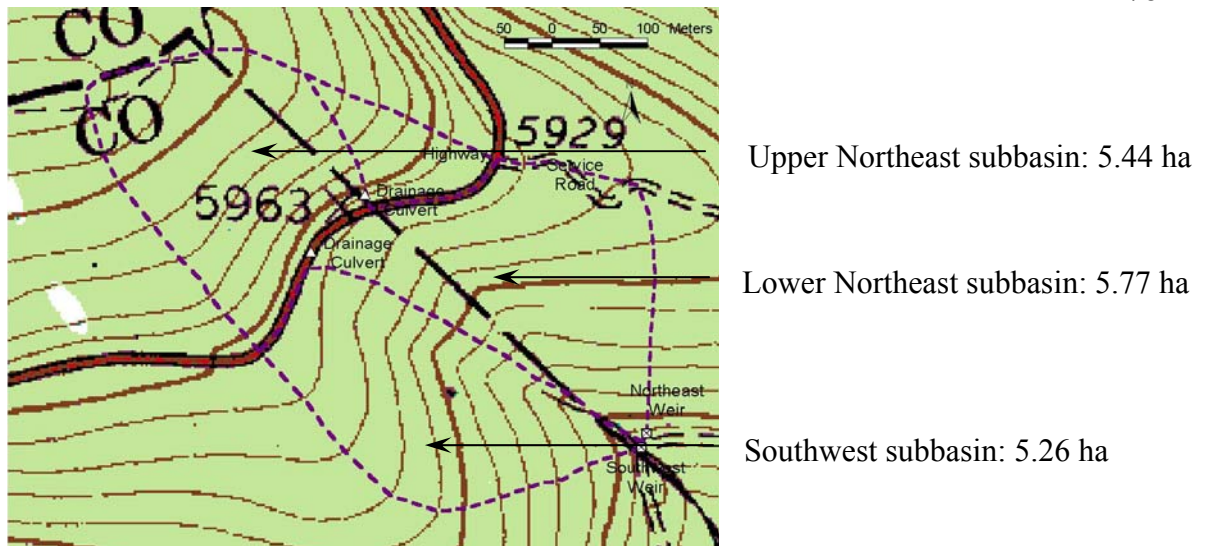 CO
50 0 50 100 Meters
CO
5929
Highway
Service
Road
Upper Northeast subbasin: 5.44 ha
5963
Drainage
Culvert
Drainage
Culvert
Lower Northeast subbasin: 5.77 ha
Northeast
Weir
Southwest
Weir
Southwest subbasin: 5.26 ha